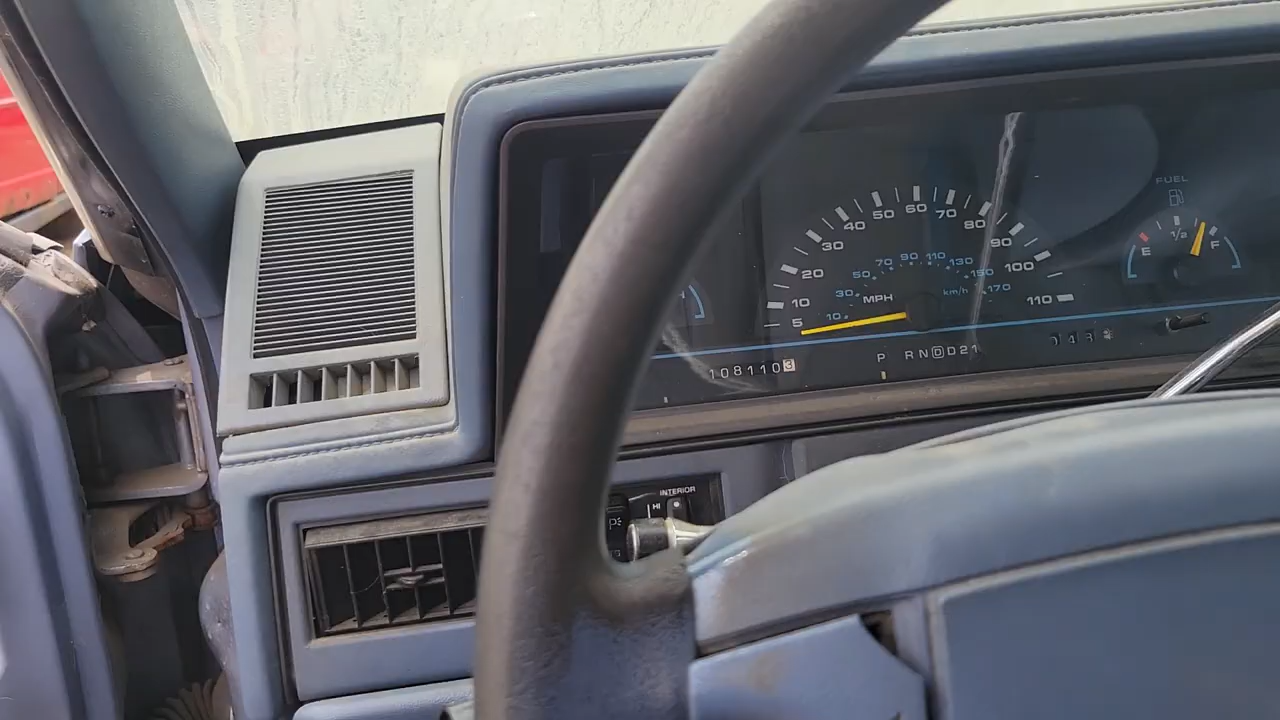 FUEL
E 1/2 F
5 10 20 30 40 50 60 70 80 90 100 110
10 30 50 70 90 110 130 150 170
km/h
MPH
P R N D D 2 1
108110 3
INTERIOR
HI